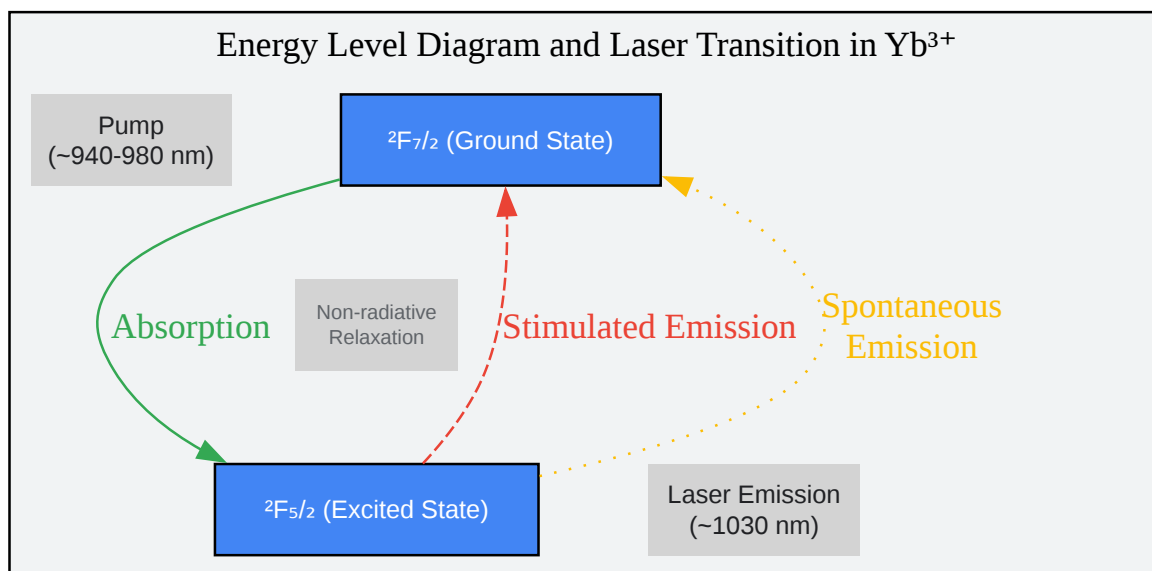 Energy Level Diagram and Laser Transition in Yb³⁺
Pump
(~940-980 nm)
²F₇/₂ (Ground State)
Absorption
Non-radiative
Relaxation
Stimulated Emission
Spontaneous
Emission
²F₅/₂ (Excited State)
Laser Emission
(~1030 nm)